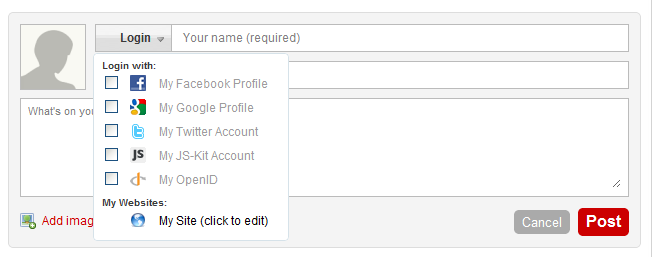 Login
Your name (required)
Login with:
My Facebook Profile
My Google Profile
What's on you
My Twitter Account
JS My JS-Kit Account
My OpenID
My Websites:
My Site (click to edit)
Add imag
Cancel
Post